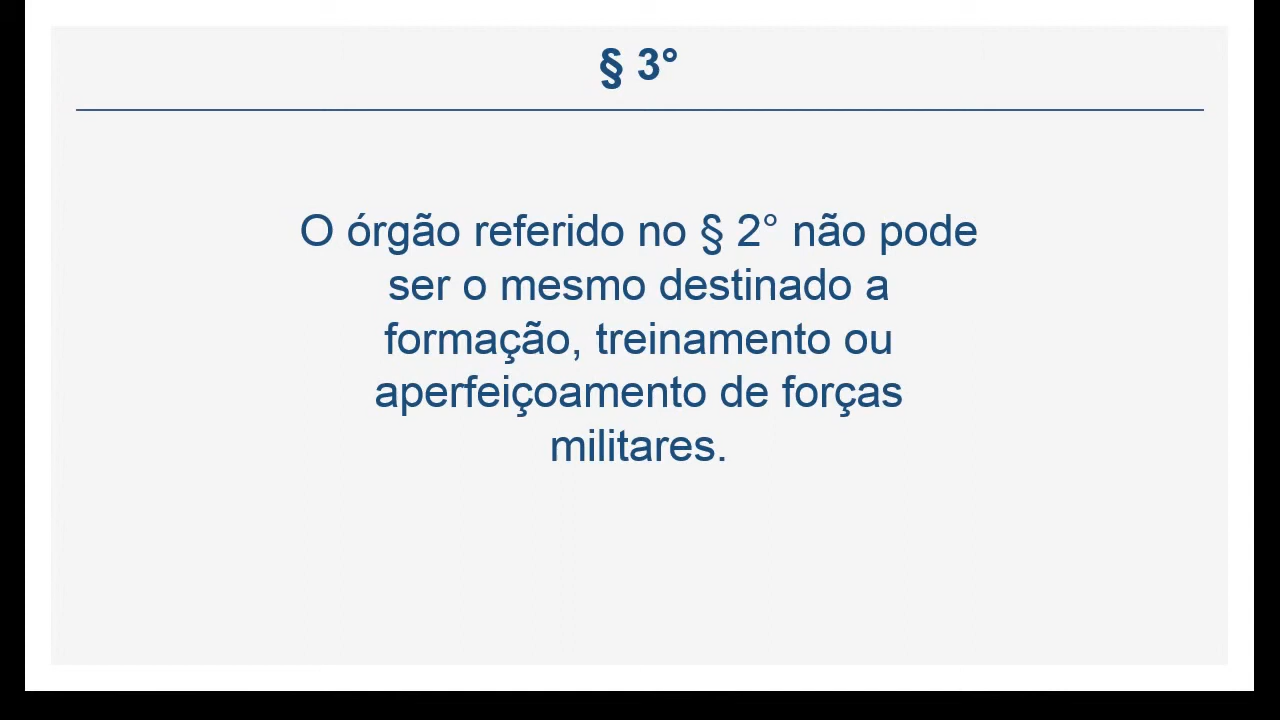 § 3°
O órgão referido no § 2° não pode
ser o mesmo destinado a
formação, treinamento ou
aperfeiçoamento de forças
militares.